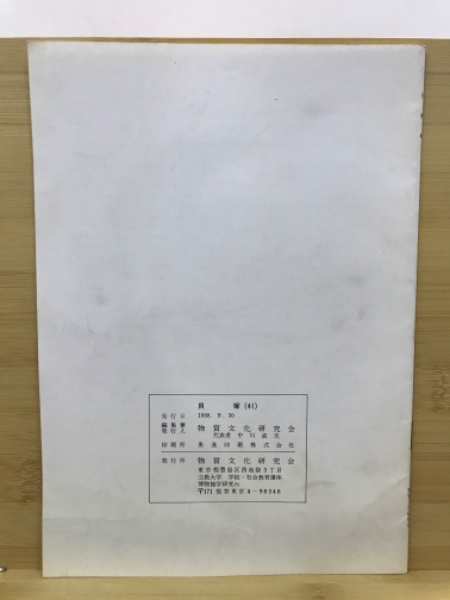 貝 塚 (41)
発行日 1988. 9. 30
編集兼
発行人 物質文化研究会
代表者 中川成夫
印刷所 印刷株式会社
発行所 物質文化研究会
東京都豊島区西池袋3丁目
立教大学 学校・社会教育講座
博物館学研究室内
〒171 振替東京4-98346